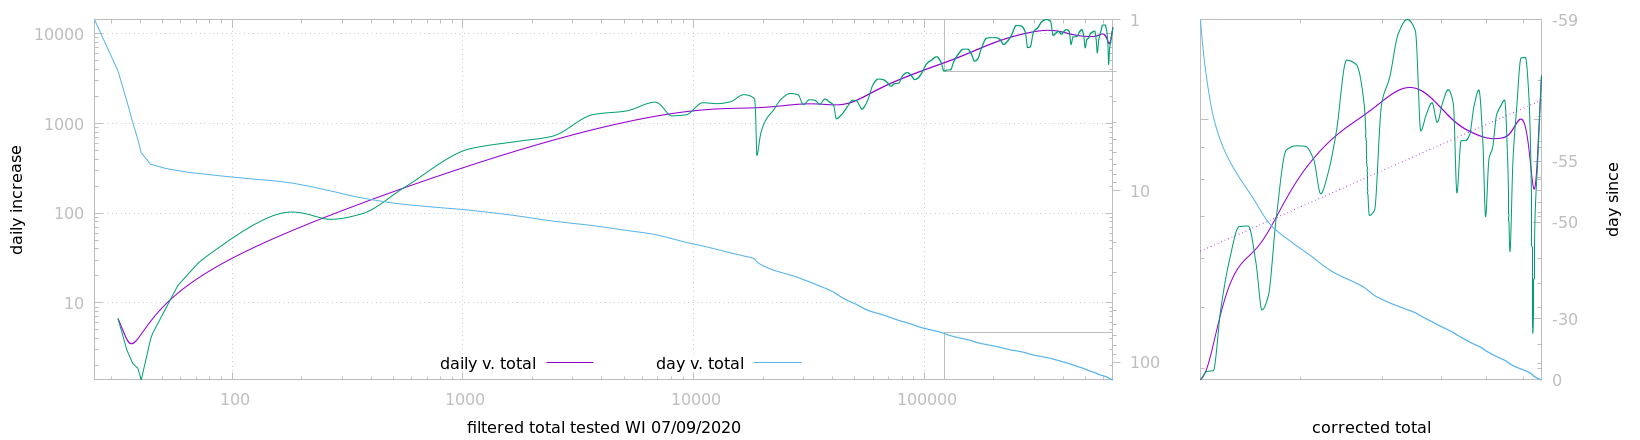 10000
1000
100
10
daily increase
daily v. total
day v. total
100
1000
10000
100000
filtered total tested WI 07/09/2020
1
10
100
-59
-55
-50
-30
0
day since
corrected total